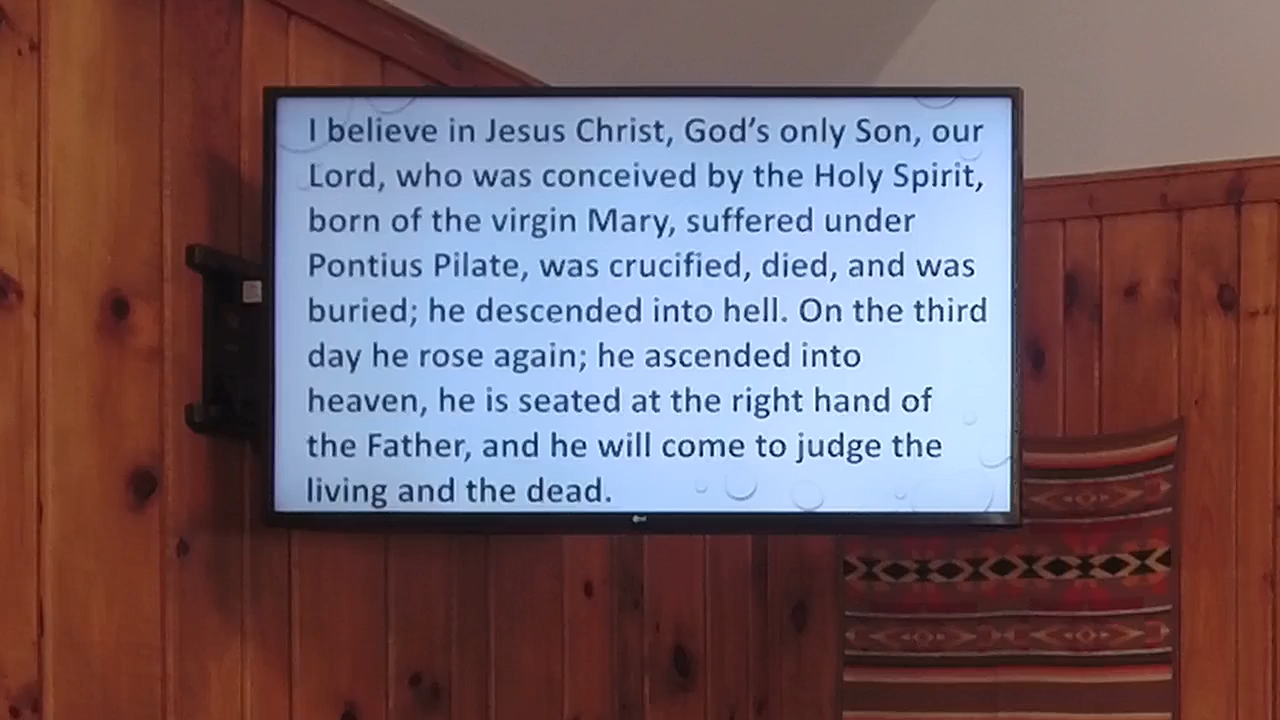 I believe in Jesus Christ, God’s only Son, our
Lord, who was conceived by the Holy Spirit,
born of the virgin Mary, suffered under
Pontius Pilate, was crucified, died, and was
buried; he descended into hell. On the third
day he rose again; he ascended into
heaven, he is seated at the right hand of
the Father, and he will come to judge the
living and the dead.